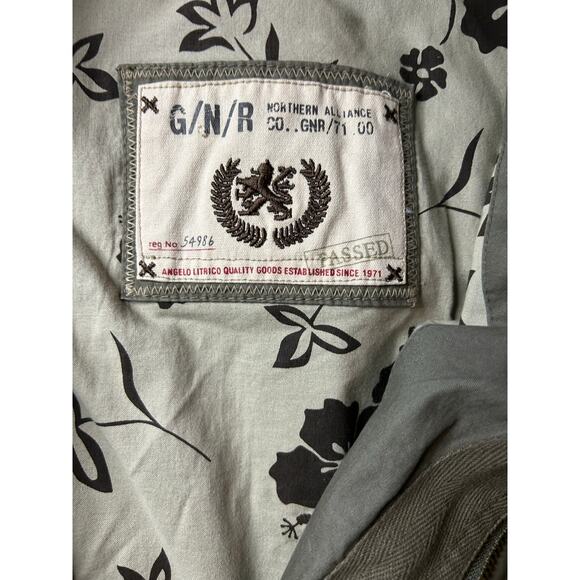 G/N/R
NORTHERN ALLIANCE
CO..GNR/71.00
reg No 54986
PASSED
ANGELO LITRICO QUALITY GOODS ESTABLISHED SINCE 1971